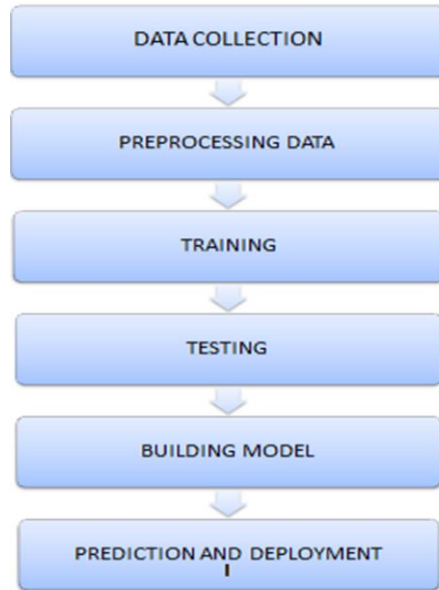 DATA COLLECTION
PREPROCESSING DATA
TRAINING
TESTING
BUILDING MODEL
PREDICTION AND DEPLOYMENT